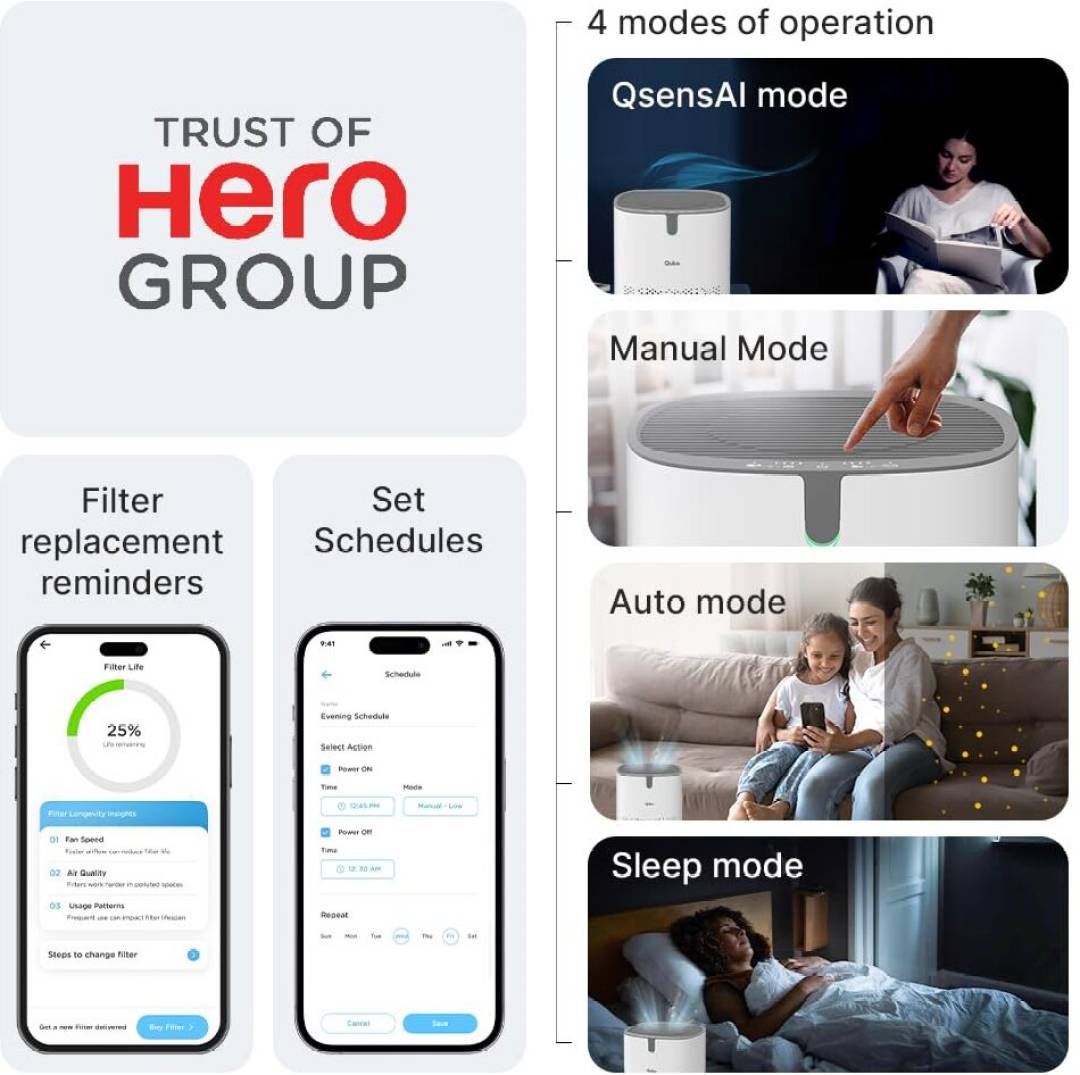 TRUST OF
Hero
GROUP
Filter
replacement
reminders
Filter Life
25%
Life remaining
Filter Longevity Insights
01 Fan Speed
Faster airflow can reduce filter life
02 Air Quality
Filters work harder in polluted spaces
03 Usage Patterns
Frequent use can impact filter lifespan
Steps to change filter
Get a new Filter delivered
Buy Filter >
Set
Schedules
9:41
Schedule
Name
Evening Schedule
Select Action
Power ON
Time Mode
12:45 PM Manual - Low
Power Off
Time
12: 30 AM
Repeat
Sun Mon Tue Wed Thu Fri Sat
Cancel Save
4 modes of operation
QsensAI mode
Qubo
Manual Mode
Auto mode
Qubo
Sleep mode
Qubo